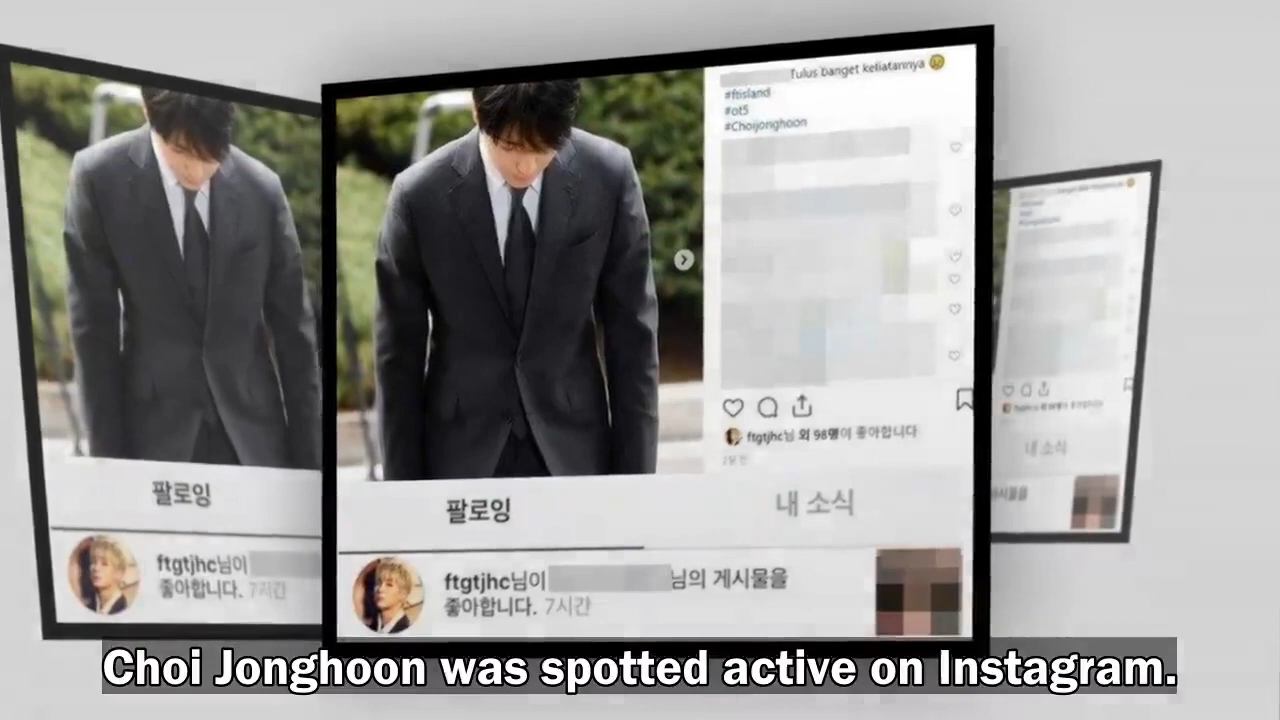 Tulus banget keliatannya 😢
#ftisland
#ot5
#Choijonghoon
ftgtjhc님 외 98명이 좋아합니다
팔로잉
내 소식
ftgtjhc님이 님의 게시물을
좋아합니다. 7시간
팔로잉
ftgtjhc님이
좋아합니다. 7시간
내 소식
게시물을
Choi Jonghoon was spotted active on Instagram.